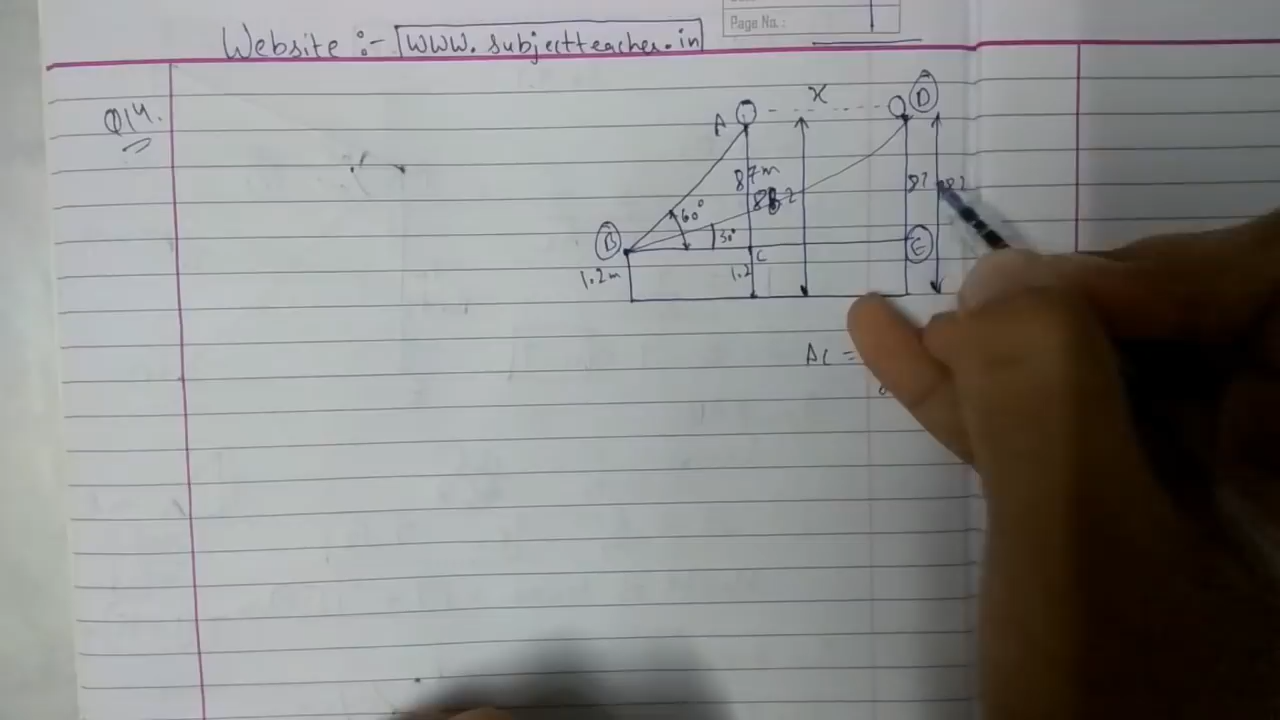 Page No. :
Website :- www.subjectteacher.in
Q14.
x
A
D
87m
60°
B
30°
C
E
1.2m
1.2
AC =